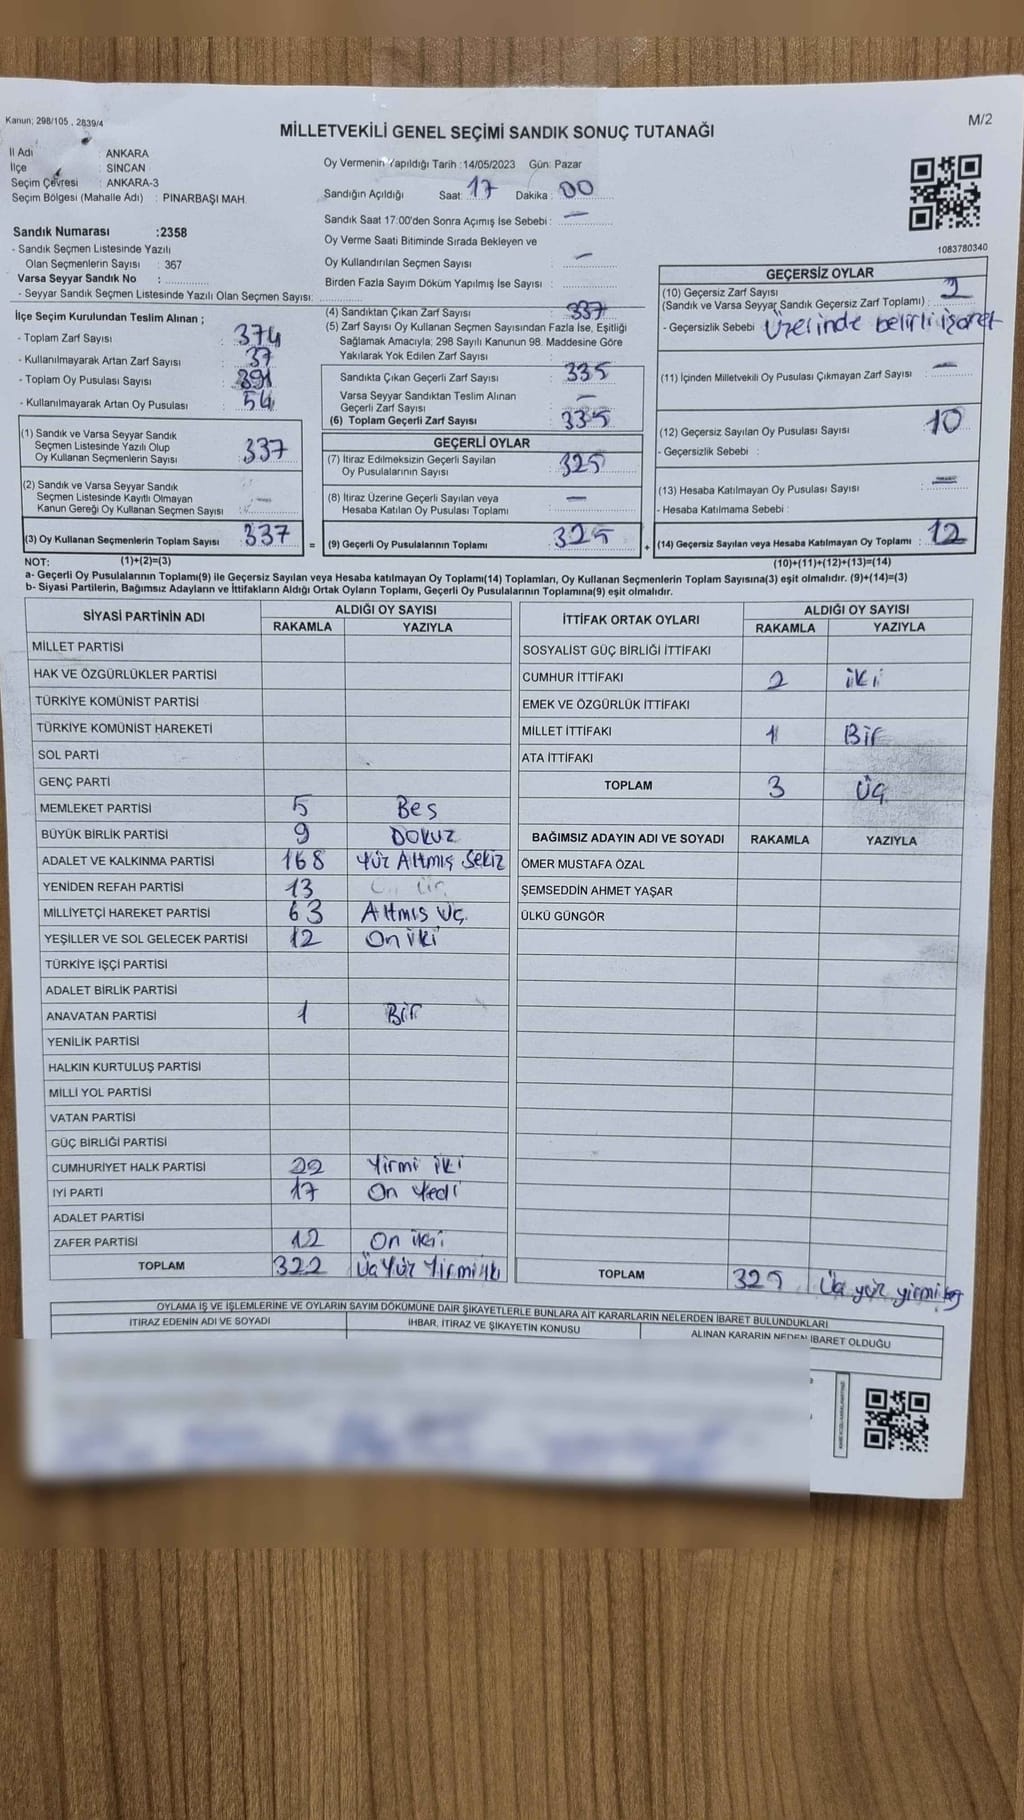 Kanun; 298/105 , 2839/4
M/2
MİLLETVEKİLİ GENEL SEÇİMİ SANDIK SONUÇ TUTANAĞI
İl Adı : ANKARA
İlçe : SİNCAN
Seçim Çevresi : ANKARA-3
Seçim Bölgesi (Mahalle Adı) : PINARBAŞI MAH.
Oy Vermenin Yapıldığı Tarih :14/05/2023 Gün: Pazar
Sandığın Açıldığı Saat: 17 Dakika : 00
Sandık Saat 17:00'den Sonra Açımış İse Sebebi : —
Oy Verme Saati Bitiminde Sırada Bekleyen ve
Oy Kullandırılan Seçmen Sayısı : —
Birden Fazla Sayım Döküm Yapılmış İse Sayısı :
Sandık Numarası :2358
- Sandık Seçmen Listesinde Yazılı
Olan Seçmenlerin Sayısı : 367
Varsa Seyyar Sandık No :
- Seyyar Sandık Seçmen Listesinde Yazılı Olan Seçmen Sayısı:
1083780340
İlçe Seçim Kurulundan Teslim Alınan ;
- Toplam Zarf Sayısı : 374
- Kullanılmayarak Artan Zarf Sayısı : 37
- Toplam Oy Pusulası Sayısı : 391
- Kullanılmayarak Artan Oy Pusulası : 54
(1) Sandık ve Varsa Seyyar Sandık
Seçmen Listesinde Yazılı Olup
Oy Kullanan Seçmenlerin Sayısı : 337
(2) Sandık ve Varsa Seyyar Sandık
Seçmen Listesinde Kayıtlı Olmayan
Kanun Gereği Oy Kullanan Seçmen Sayısı : —
(3) Oy Kullanan Seçmenlerin Toplam Sayısı : 337 =
(4) Sandıktan Çıkan Zarf Sayısı : 337
(5) Zarf Sayısı Oy Kullanan Seçmen Sayısından Fazla İse, Eşitliği
Sağlamak Amacıyla; 298 Sayılı Kanunun 98. Maddesine Göre
Yakılarak Yok Edilen Zarf Sayısı :
Sandıkta Çıkan Geçerli Zarf Sayısı : 335
Varsa Seyyar Sandıktan Teslim Alınan
Geçerli Zarf Sayısı : —
(6) Toplam Geçerli Zarf Sayısı : 335
GEÇERLİ OYLAR
(7) İtiraz Edilmeksizin Geçerli Sayılan
Oy Pusulalarının Sayısı : 325
(8) İtiraz Üzerine Geçerli Sayılan veya
Hesaba Katılan Oy Pusulası Toplamı : —
(9) Geçerli Oy Pusulalarının Toplamı : 325 +
GEÇERSİZ OYLAR
(10) Geçersiz Zarf Sayısı
(Sandık ve Varsa Seyyar Sandık Geçersiz Zarf Toplamı) : 2
- Geçersizlik Sebebi : Üzerinde belirli işaret
(11) İçinden Milletvekili Oy Pusulası Çıkmayan Zarf Sayısı : —
(12) Geçersiz Sayılan Oy Pusulası Sayısı : 10
- Geçersizlik Sebebi :
(13) Hesaba Katılmayan Oy Pusulası Sayısı : —
- Hesaba Katılmama Sebebi :
(14) Geçersiz Sayılan veya Hesaba Katılmayan Oy Toplamı : 12
NOT: (1)+(2)=(3) (10)+(11)+(12)+(13)=(14)
a- Geçerli Oy Pusulalarının Toplamı(9) ile Geçersiz Sayılan veya Hesaba katılmayan Oy Toplamı(14) Toplamları, Oy Kullanan Seçmenlerin Toplam Sayısına(3) eşit olmalıdır. (9)+(14)=(3)
b- Siyasi Partilerin, Bağımsız Adayların ve İttifakların Aldığı Ortak Oyların Toplamı, Geçerli Oy Pusulalarının Toplamına(9) eşit olmalıdır.
SİYASİ PARTİNİN ADI ALDIĞI OY SAYISI
RAKAMLA YAZIYLA
MİLLET PARTİSİ
HAK VE ÖZGÜRLÜKLER PARTİSİ
TÜRKİYE KOMÜNİST PARTİSİ
TÜRKİYE KOMÜNİST HAREKETİ
SOL PARTİ
GENÇ PARTİ
MEMLEKET PARTİSİ 5 Beş
BÜYÜK BİRLİK PARTİSİ 9 Dokuz
ADALET VE KALKINMA PARTİSİ 168 Yüz Altmış Sekiz
YENİDEN REFAH PARTİSİ 13
MİLLİYETÇİ HAREKET PARTİSİ 63 Altmış Üç
YEŞİLLER VE SOL GELECEK PARTİSİ 12 On iki
TÜRKİYE İŞÇİ PARTİSİ
ADALET BİRLİK PARTİSİ
ANAVATAN PARTİSİ 1 Bir
YENİLİK PARTİSİ
HALKIN KURTULUŞ PARTİSİ
MİLLİ YOL PARTİSİ
VATAN PARTİSİ
GÜÇ BİRLİĞİ PARTİSİ
CUMHURİYET HALK PARTİSİ 22 Yirmi iki
İYİ PARTİ 17 On Yedi
ADALET PARTİSİ
ZAFER PARTİSİ 12 On iki
TOPLAM 322 Üç Yüz Yirmi iki
İTTİFAK ORTAK OYLARI ALDIĞI OY SAYISI
RAKAMLA YAZIYLA
SOSYALİST GÜÇ BİRLİĞİ İTTİFAKI
CUMHUR İTTİFAKI 2 iki
EMEK VE ÖZGÜRLÜK İTTİFAKI
MİLLET İTTİFAKI 1 Bir
ATA İTTİFAKI
TOPLAM 3 Üç
BAĞIMSIZ ADAYIN ADI VE SOYADI RAKAMLA YAZIYLA
ÖMER MUSTAFA ÖZAL
ŞEMSEDDİN AHMET YAŞAR
ÜLKÜ GÜNGÖR
TOPLAM 325 Üç yüz yirmi beş
OYLAMA İŞ VE İŞLEMLERİNE VE OYLARIN SAYIM DÖKÜMÜNE DAİR ŞİKAYETLERLE BUNLARA AİT KARARLARIN NELERDEN İBARET BULUNDUKLARI
İTİRAZ EDENİN ADI VE SOYADI
İHBAR, İTİRAZ VE ŞİKAYETİN KONUSU
ALINAN KARARIN NEDEN İBARET OLDUĞU